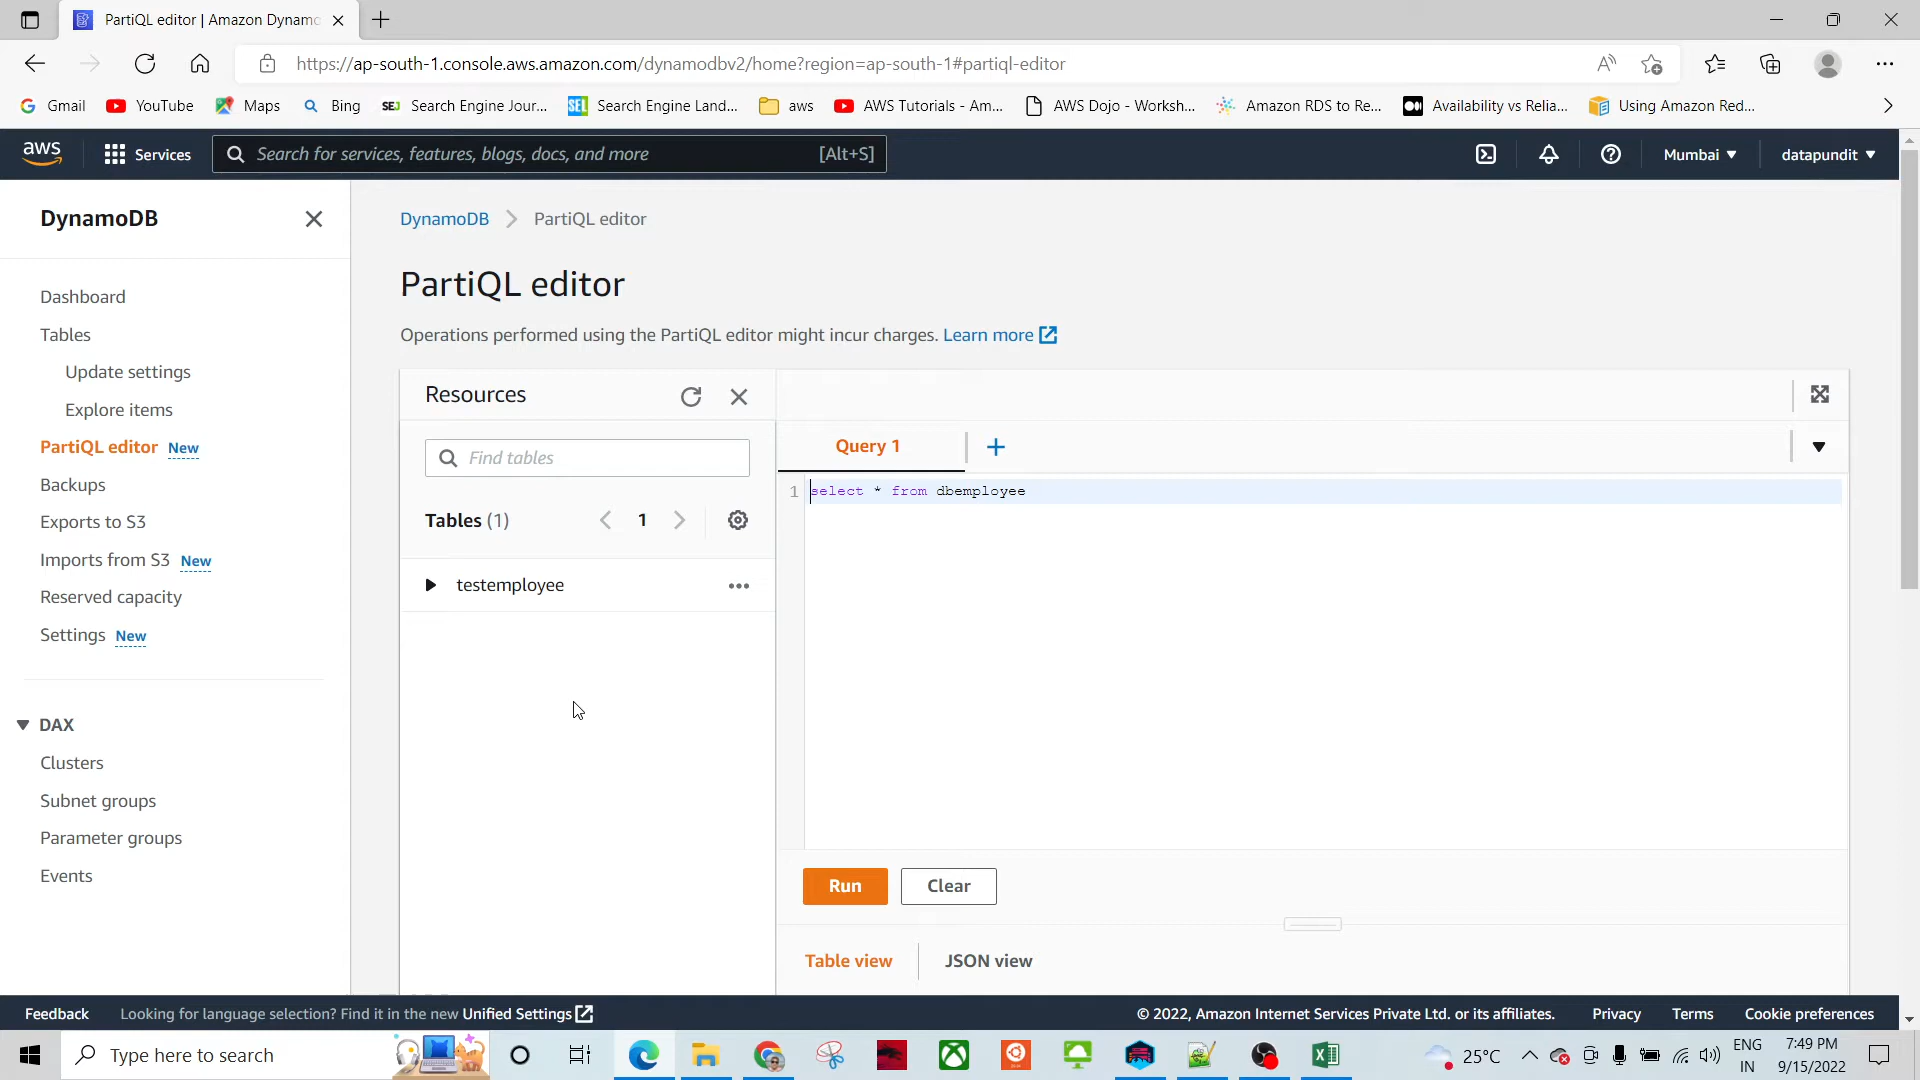 PartiQL editor | Amazon Dynamo
https://ap-south-1.console.aws.amazon.com/dynamodbv2/home?region=ap-south-1#partiql-editor
Gmail YouTube Maps Bing Search Engine Jour... Search Engine Land... aws AWS Tutorials - Am... AWS Dojo - Worksh... Amazon RDS to Re... Availability vs Relia... Using Amazon Red...
aws Services Search for services, features, blogs, docs, and more [Alt+S] Mumbai datapundit
DynamoDB
Dashboard
Tables
Update settings
Explore items
PartiQL editor New
Backups
Exports to S3
Imports from S3 New
Reserved capacity
Settings New
DAX
Clusters
Subnet groups
Parameter groups
Events
DynamoDB PartiQL editor
PartiQL editor
Operations performed using the PartiQL editor might incur charges. Learn more
Resources
Find tables
Tables (1) 1
testemployee
Query 1
1 select * from dbemployee
Run Clear
Table view JSON view
Feedback Looking for language selection? Find it in the new Unified Settings © 2022, Amazon Internet Services Private Ltd. or its affiliates. Privacy Terms Cookie preferences
Type here to search 25°C ENG 7:49 PM
IN 9/15/2022